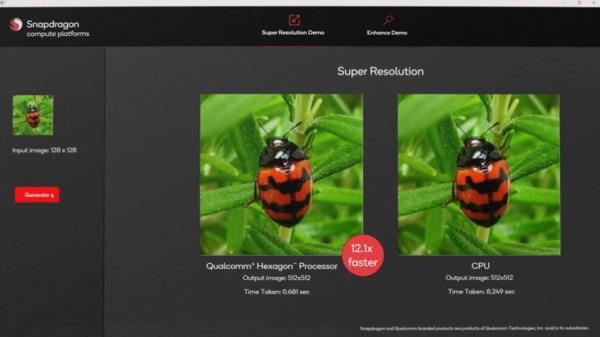 Snapdragon
compute platforms
Super Resolution Demo
Enhance Demo
Super Resolution
Input image: 128 x 128
Generate
12.1x
faster
Qualcomm® Hexagon™ Processor
Output image: 512x512
Time Taken: 0.681 sec
CPU
Output image: 512x512
Time Taken: 8.249 sec
Snapdragon and Qualcomm branded products are products of Qualcomm Technologies, Inc. and/or its subsidiaries.